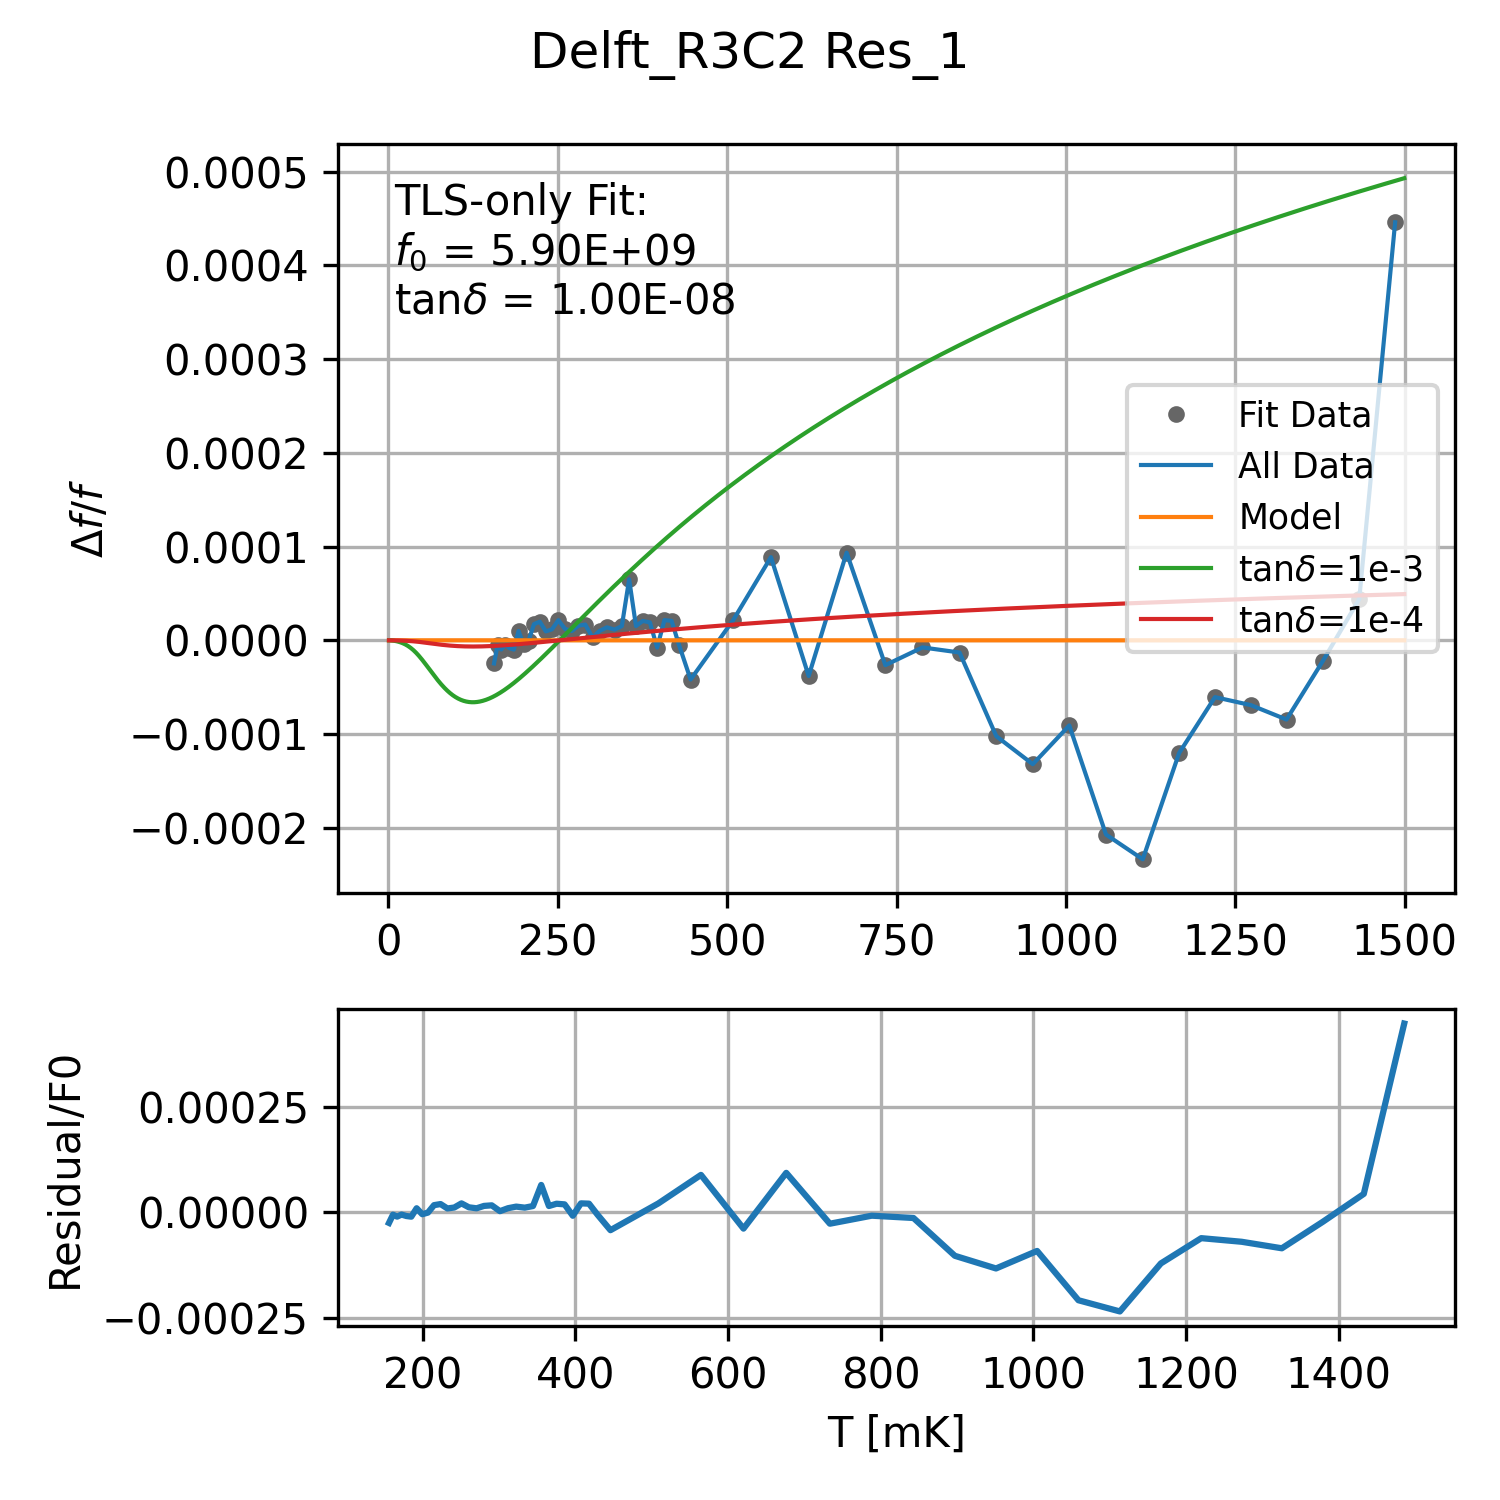 Delft_R3C2 Res_1
TLS-only Fit:
f₀ = 5.90E+09
tanδ = 1.00E-08
0.0005
0.0004
0.0003
0.0002
0.0001
0.0000
−0.0001
−0.0002
Δf/f
Fit Data
All Data
Model
tanδ=1e-3
tanδ=1e-4
0 250 500 750 1000 1250 1500
0.00025
0.00000
−0.00025
Residual/F0
200 400 600 800 1000 1200 1400
T [mK]